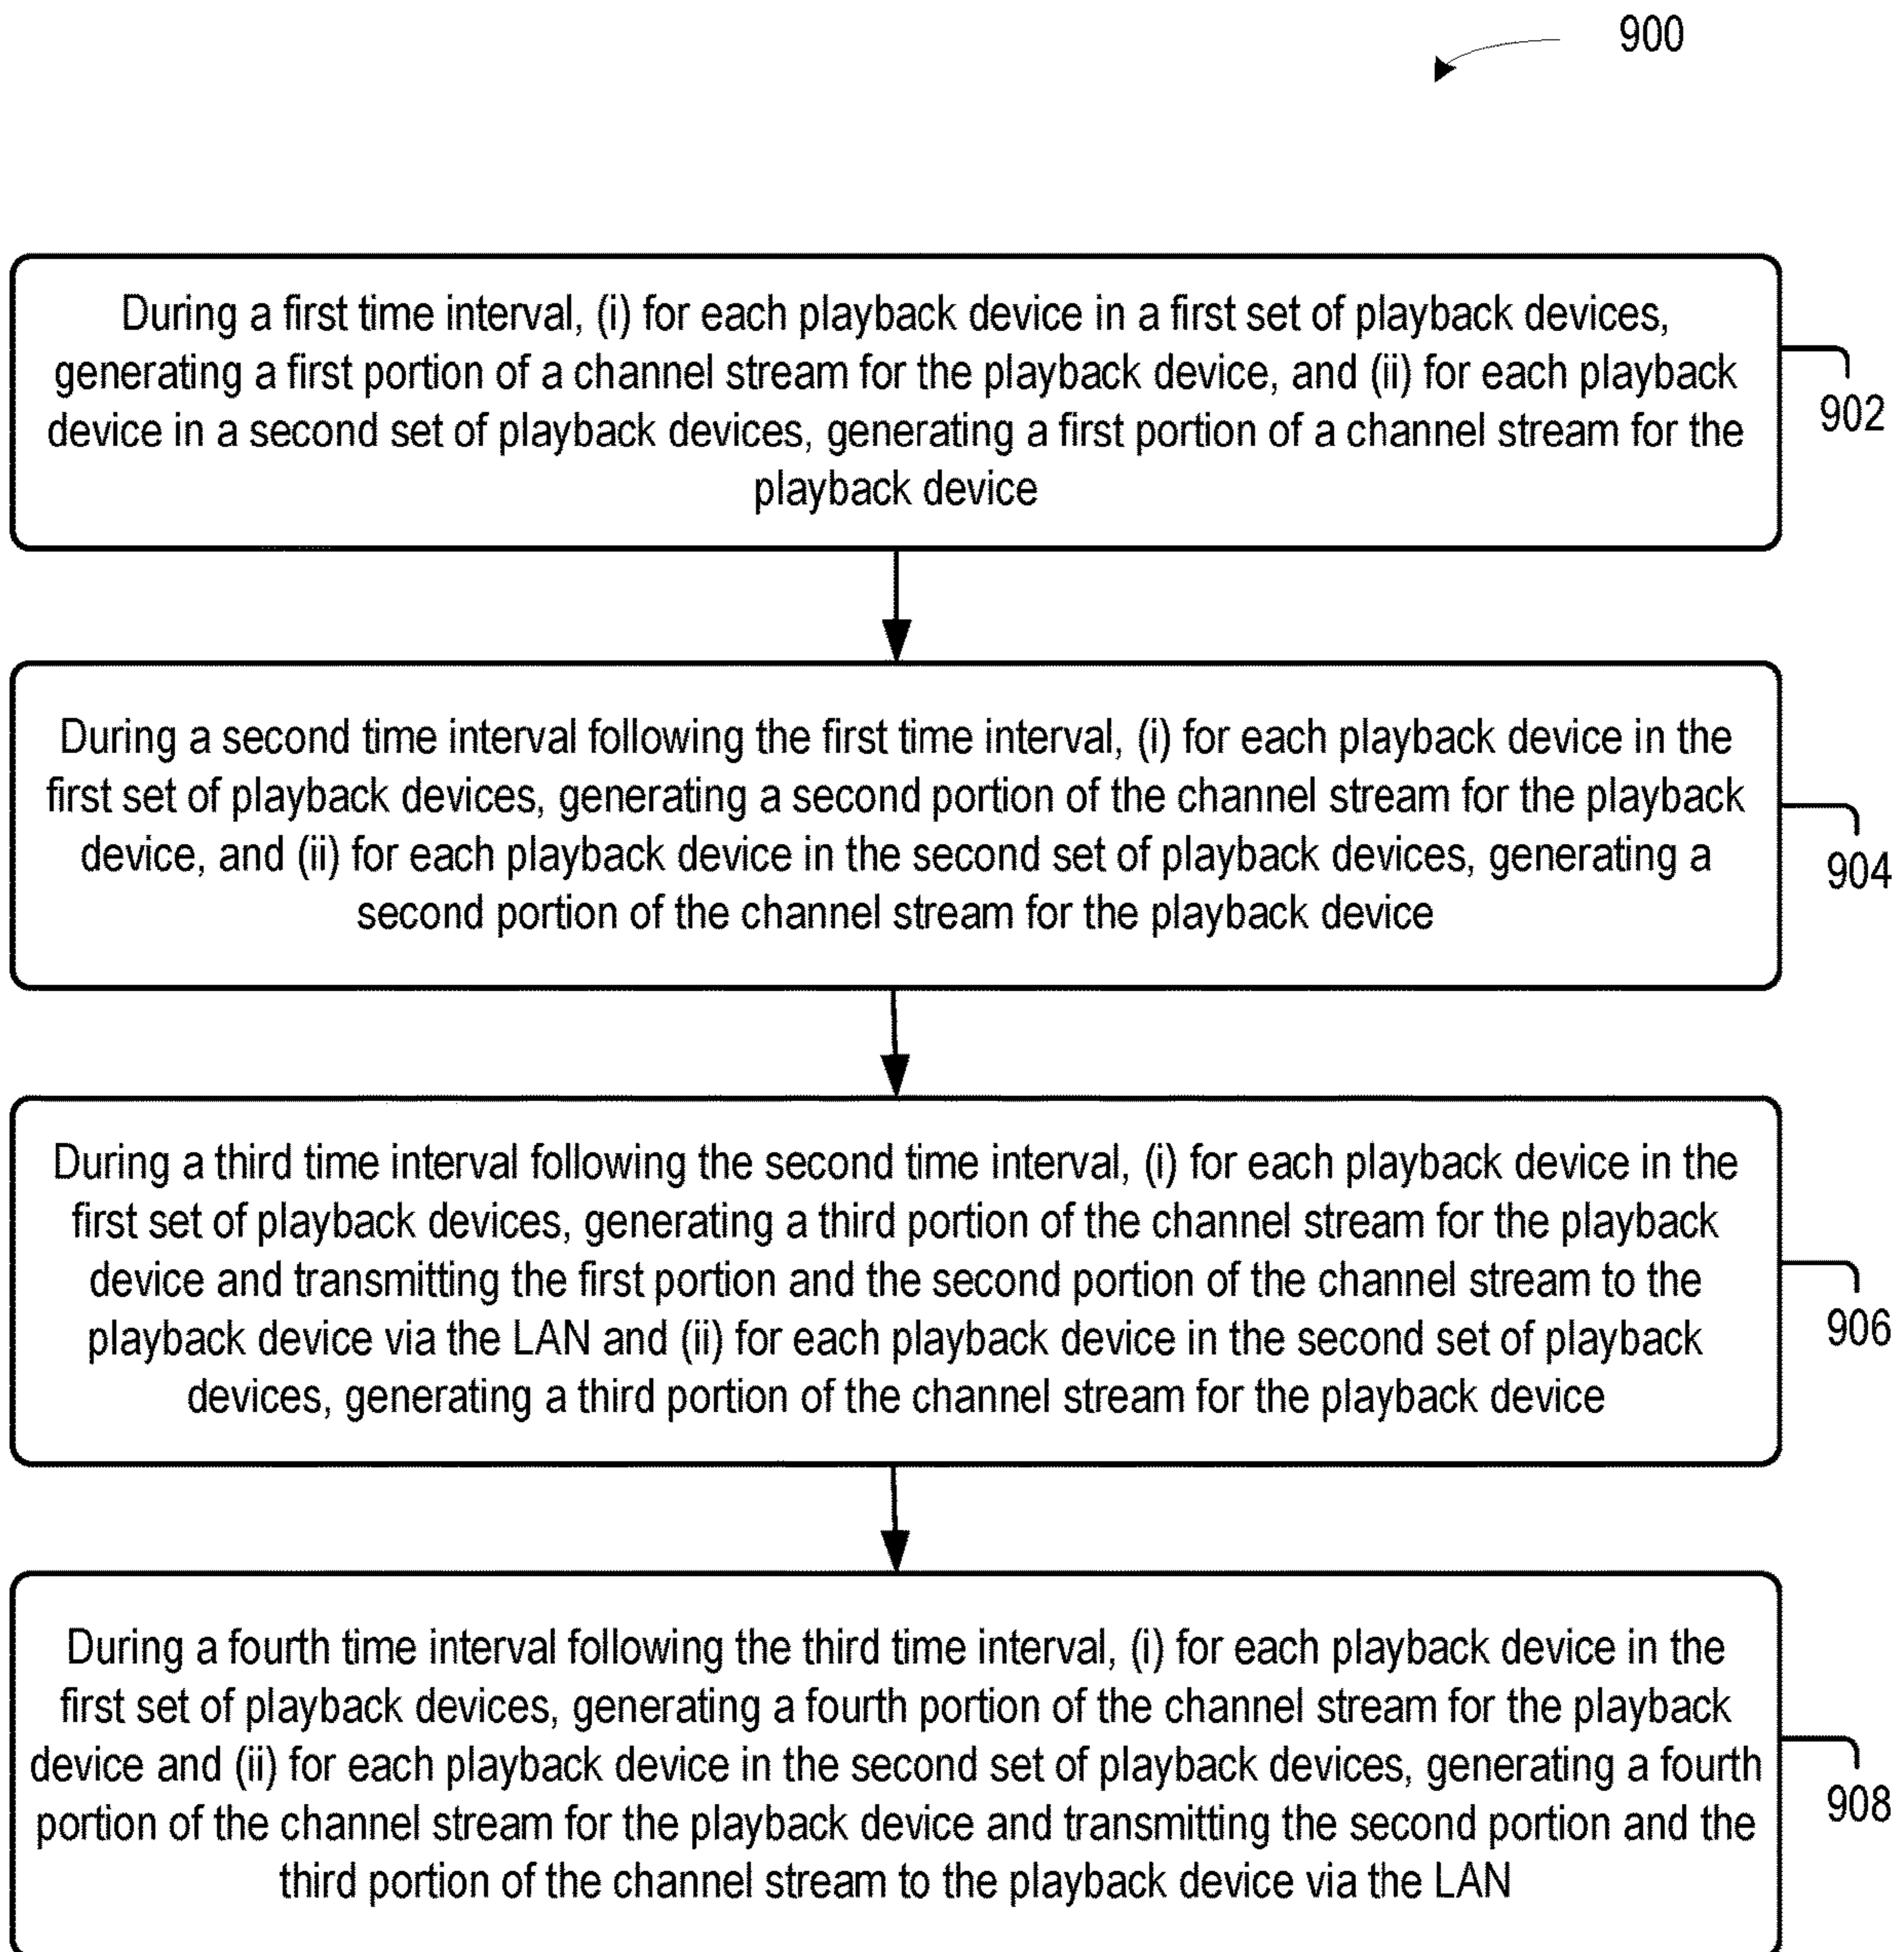 900
During a first time interval, (i) for each playback device in a first set of playback devices,
generating a first portion of a channel stream for the playback device, and (ii) for each playback
device in a second set of playback devices, generating a first portion of a channel stream for the
playback device
902
During a second time interval following the first time interval, (i) for each playback device in the
first set of playback devices, generating a second portion of the channel stream for the playback
device, and (ii) for each playback device in the second set of playback devices, generating a
second portion of the channel stream for the playback device
904
During a third time interval following the second time interval, (i) for each playback device in the
first set of playback devices, generating a third portion of the channel stream for the playback
device and transmitting the first portion and the second portion of the channel stream to the
playback device via the LAN and (ii) for each playback device in the second set of playback
devices, generating a third portion of the channel stream for the playback device
906
During a fourth time interval following the third time interval, (i) for each playback device in the
first set of playback devices, generating a fourth portion of the channel stream for the playback
device and (ii) for each playback device in the second set of playback devices, generating a fourth
portion of the channel stream for the playback device and transmitting the second portion and the
third portion of the channel stream to the playback device via the LAN
908